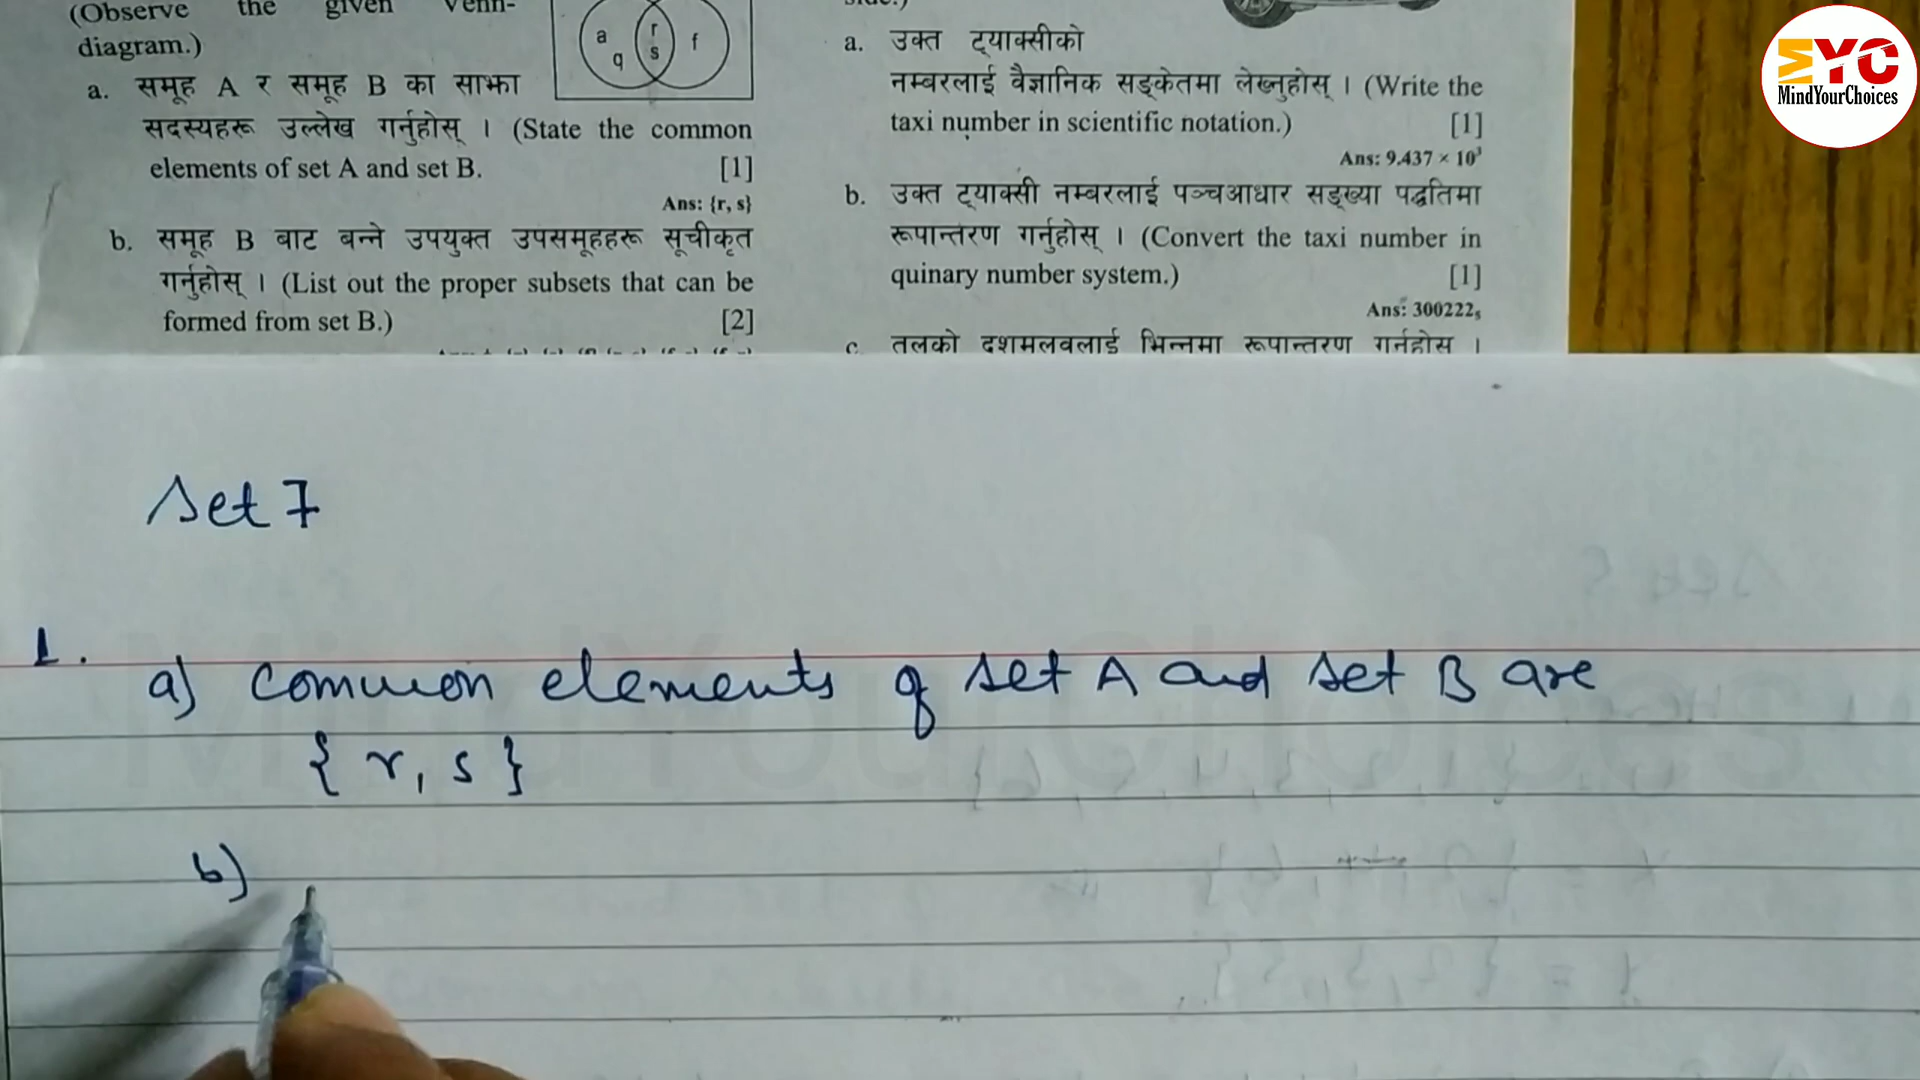 (Observe the given Venn-
diagram.)
a. समूह A र समूह B का साझा
सदस्यहरू उल्लेख गर्नुहोस् । (State the common
elements of set A and set B. [1]
Ans: {r, s}
b. समूह B बाट बन्ने उपयुक्त उपसमूहहरू सूचीकृत
गर्नुहोस् । (List out the proper subsets that can be
formed from set B.) [2]
a
q
r
s
f
side.)
a. उक्त ट्याक्सीको
नम्बरलाई वैज्ञानिक सङ्केतमा लेख्नुहोस् । (Write the
taxi number in scientific notation.) [1]
Ans: 9.437 × 10³
b. उक्त ट्याक्सी नम्बरलाई पञ्चआधार सङ्ख्या पद्धतिमा
रूपान्तरण गर्नुहोस् । (Convert the taxi number in
quinary number system.) [1]
Ans: 300222₅
c. तलको दशमलवलाई भिन्नमा रूपान्तरण गर्नुहोस् ।
MYC
MindYourChoices
Set 7
1.
a) Common elements of set A and set B are
{ r, s }
b)
MindYourChoices